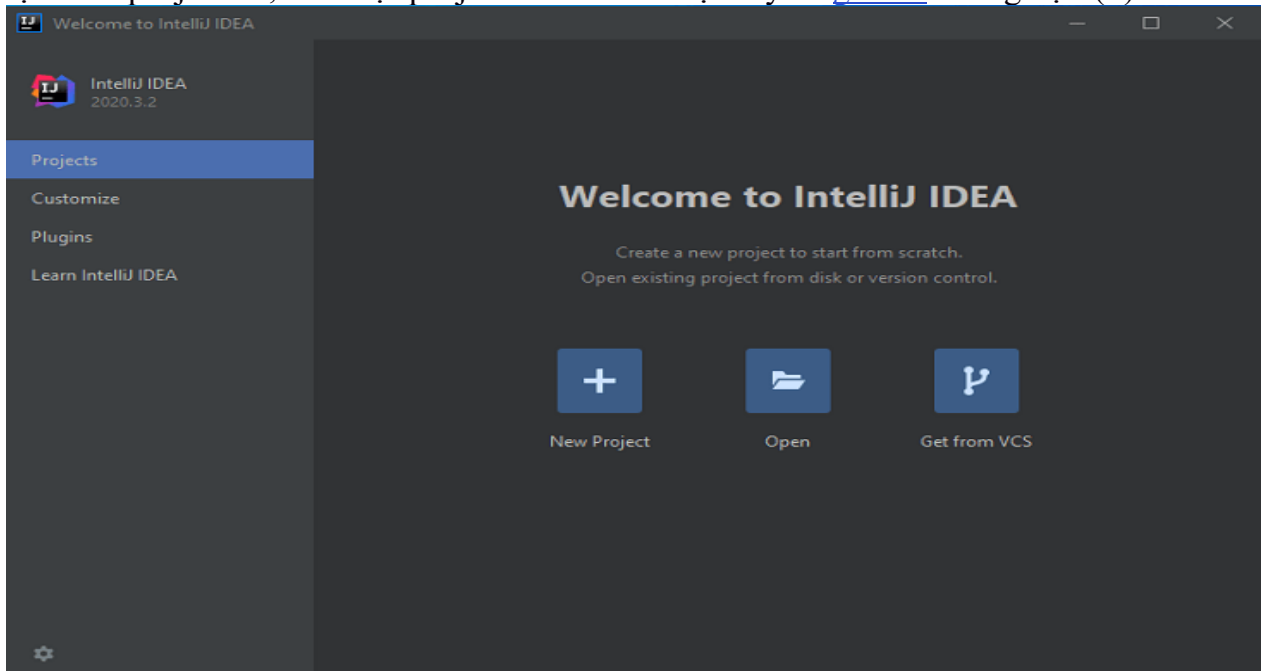 Welcome to IntelliJ IDEA
IntelliJ IDEA
2020.3.2
Projects
Customize
Plugins
Learn IntelliJ IDEA
Welcome to IntelliJ IDEA
Create a new project to start from scratch.
Open existing project from disk or version control.
New Project
Open
Get from VCS